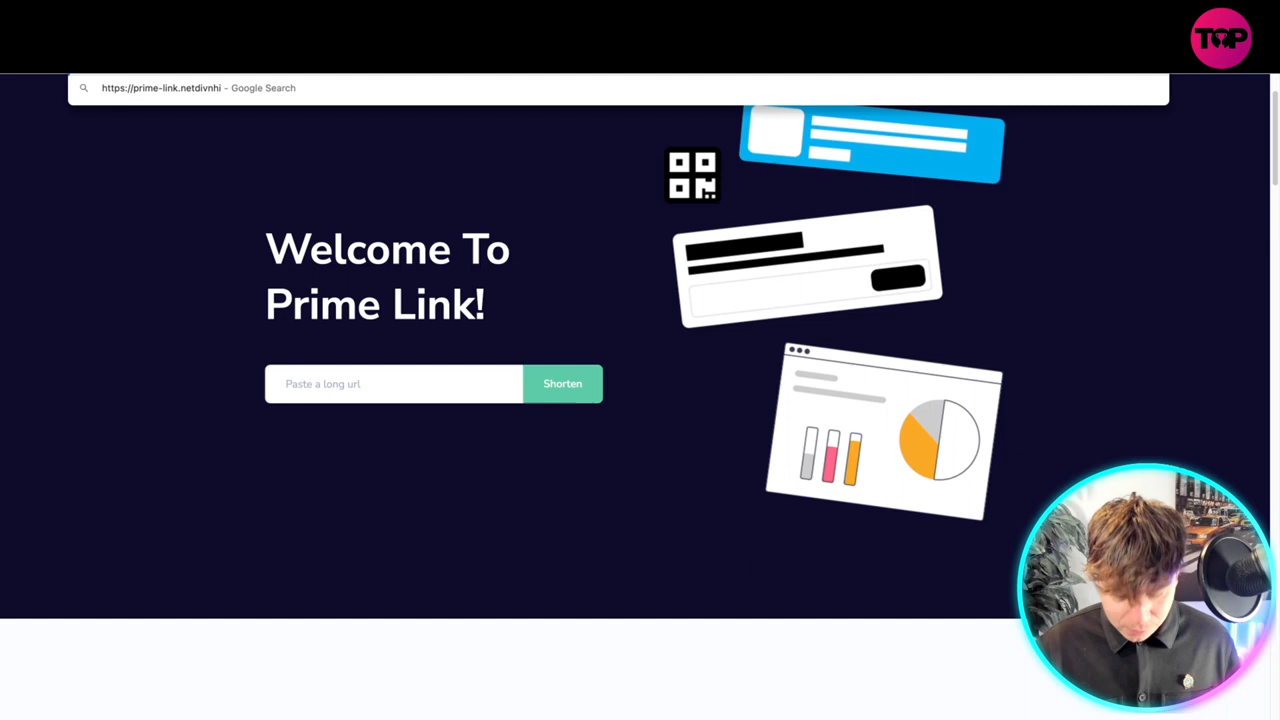 TOP
https://prime-link.netdivnhi - Google Search
Welcome To
Prime Link!
Paste a long url
Shorten